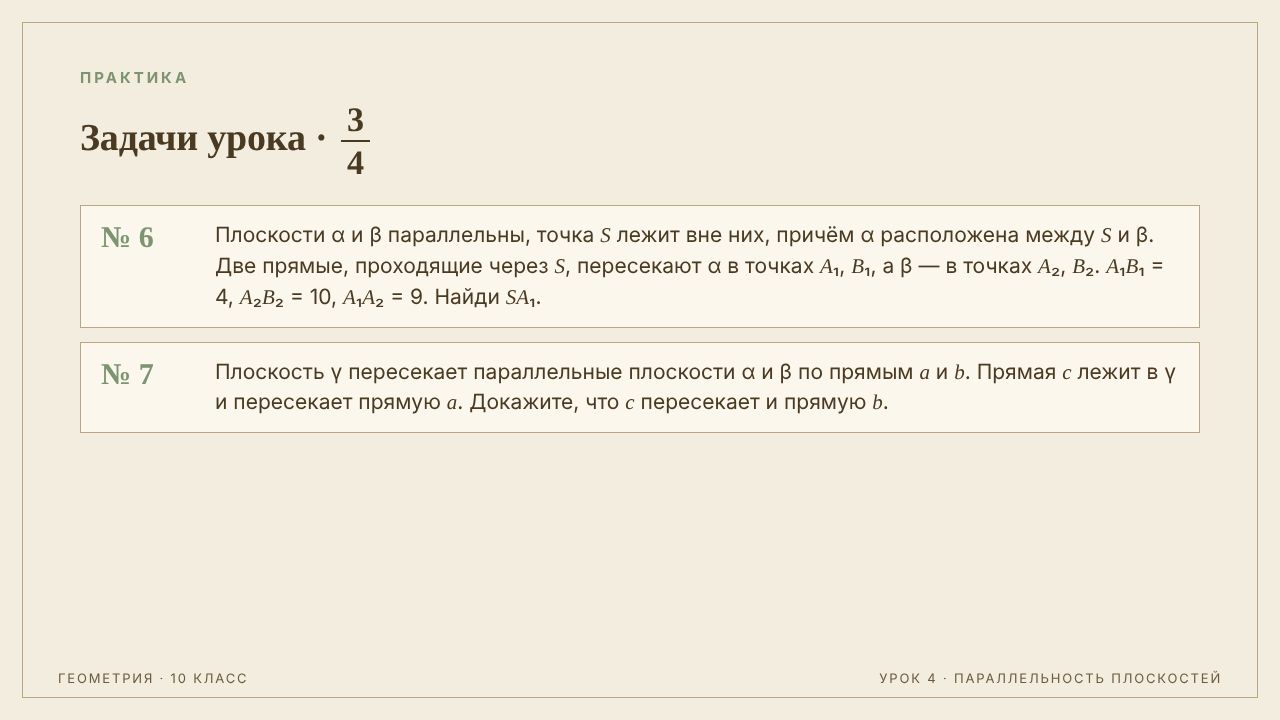 ПРАКТИКА
Задачи урока · 3/4
№ 6
Плоскости α и β параллельны, точка S лежит вне них, причём α расположена между S и β.
Две прямые, проходящие через S, пересекают α в точках A₁, B₁, а β — в точках A₂, B₂. A₁B₁ =
4, A₂B₂ = 10, A₁A₂ = 9. Найди SA₁.
№ 7
Плоскость γ пересекает параллельные плоскости α и β по прямым a и b. Прямая c лежит в γ
и пересекает прямую a. Докажите, что c пересекает и прямую b.
ГЕОМЕТРИЯ · 10 КЛАСС
УРОК 4 · ПАРАЛЛЕЛЬНОСТЬ ПЛОСКОСТЕЙ